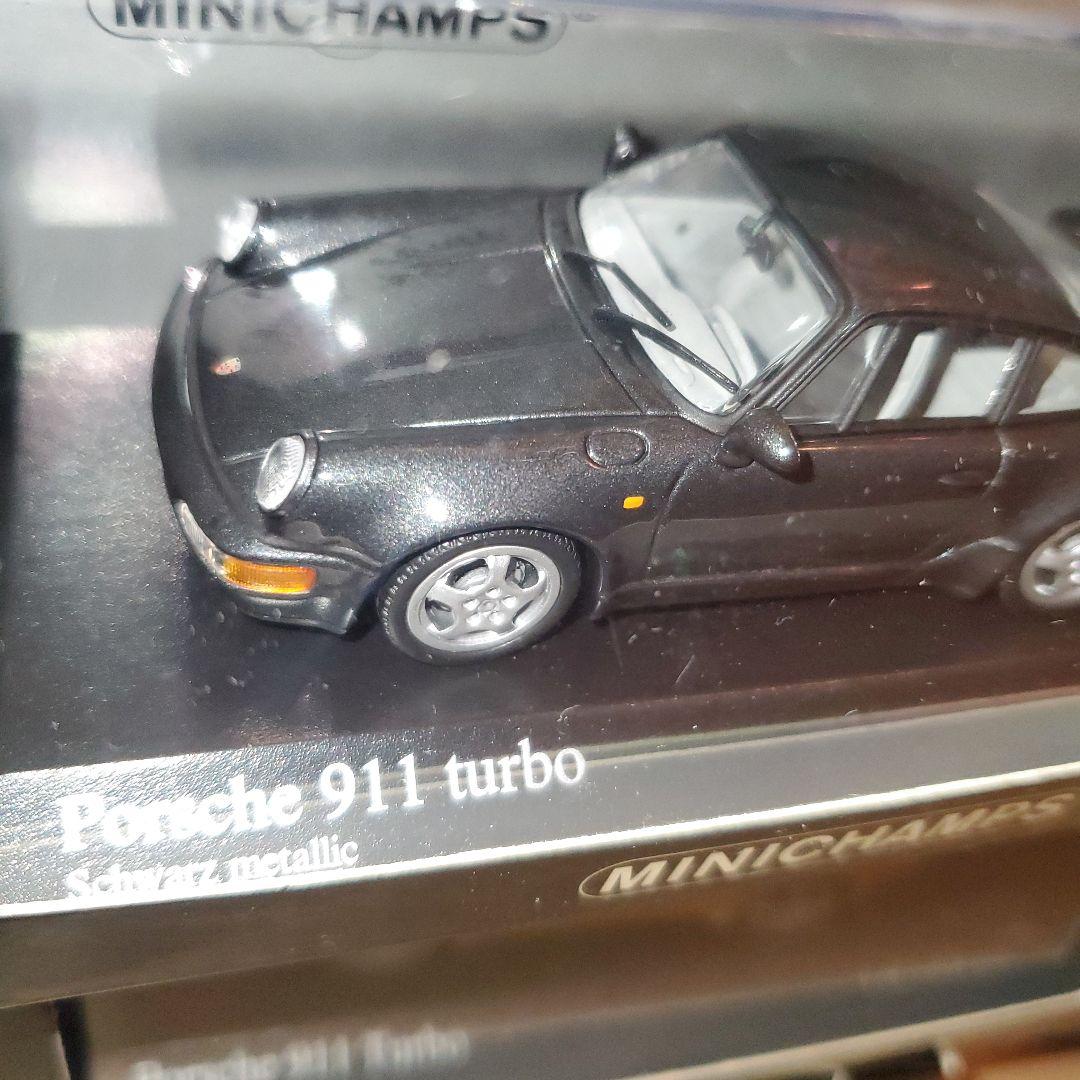 MINICHAMPS
Porsche 911 turbo
Schwarz metallic
MINICHAMPS
Porsche 911 Turbo